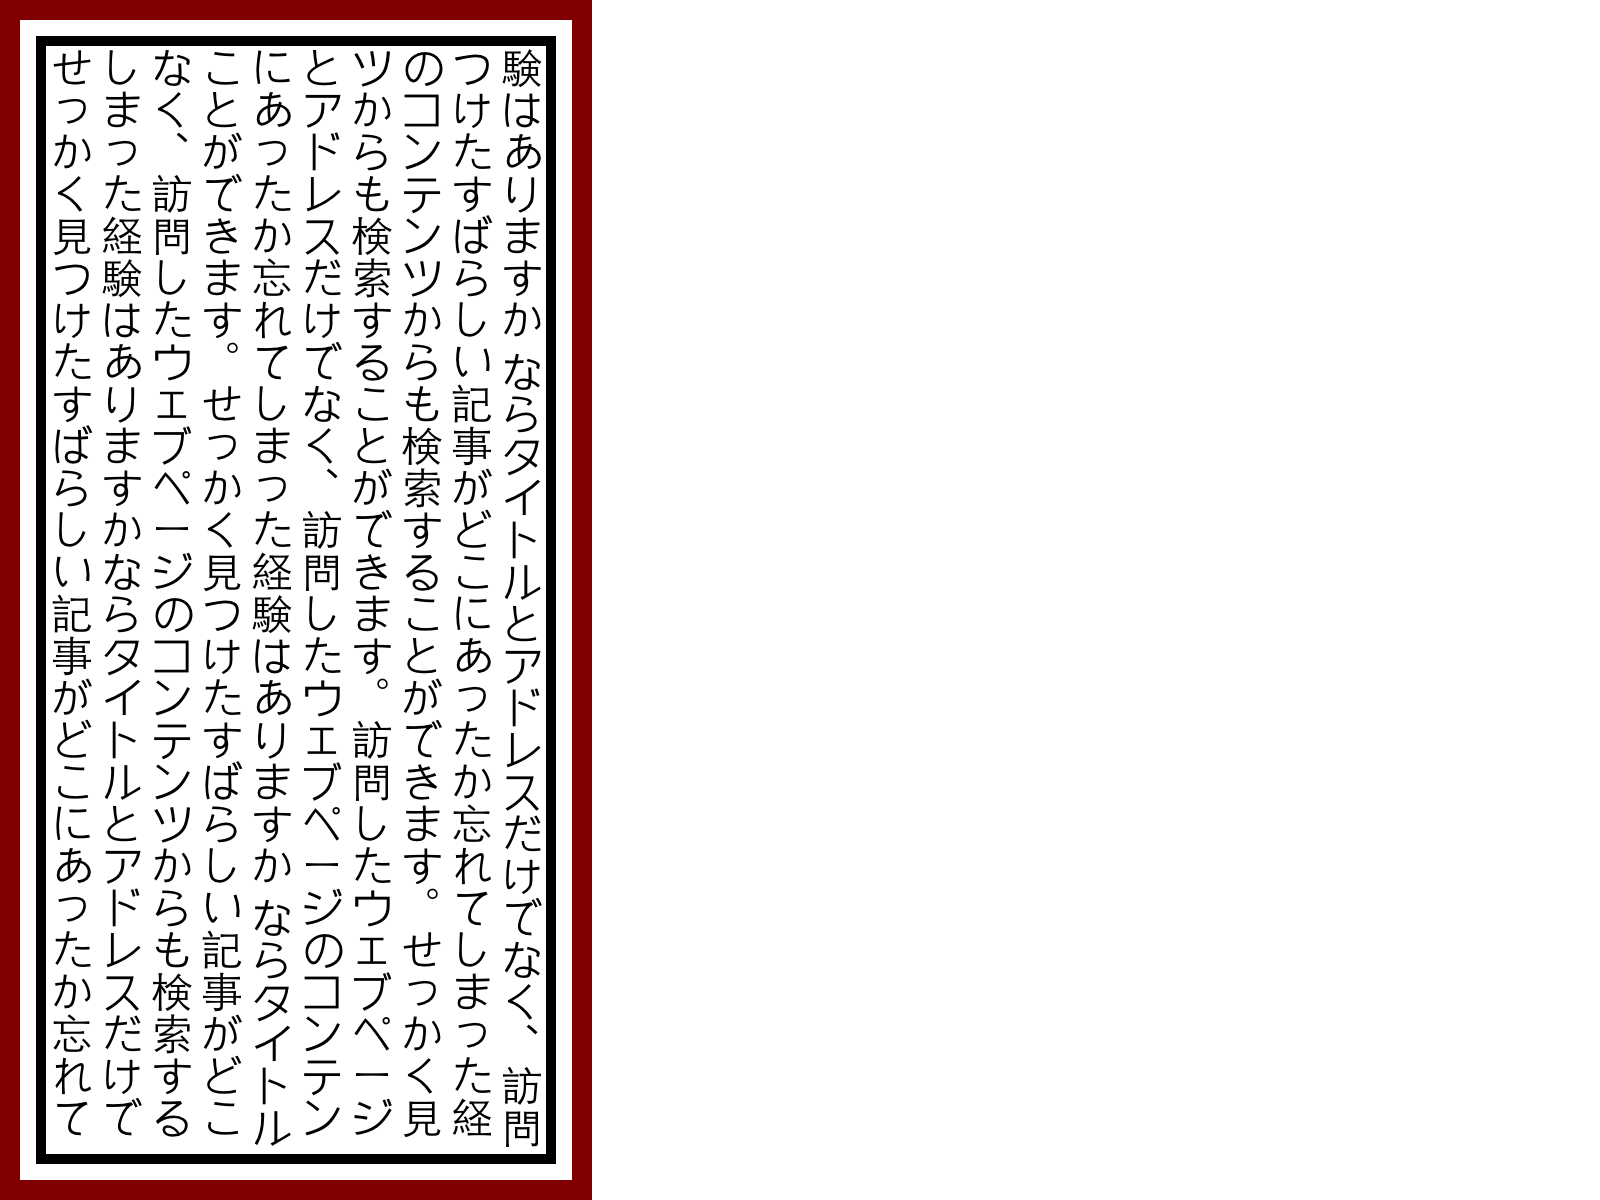 せっかく見つけたすばらしい記事がどこにあったか忘れて
しまった経験はありますかならタイトルとアドレスだけで
なく、訪問したウェブページのコンテンツからも検索する
ことができます。せっかく見つけたすばらしい記事がどこ
にあったか忘れてしまった経験はありますか ならタイトル
とアドレスだけでなく、訪問したウェブページのコンテン
ツからも検索することができます。訪問したウェブページ
のコンテンツからも検索することができます。せっかく見
つけたすばらしい記事がどこにあったか忘れてしまった経
験はありますか ならタイトルとアドレスだけでなく、訪問